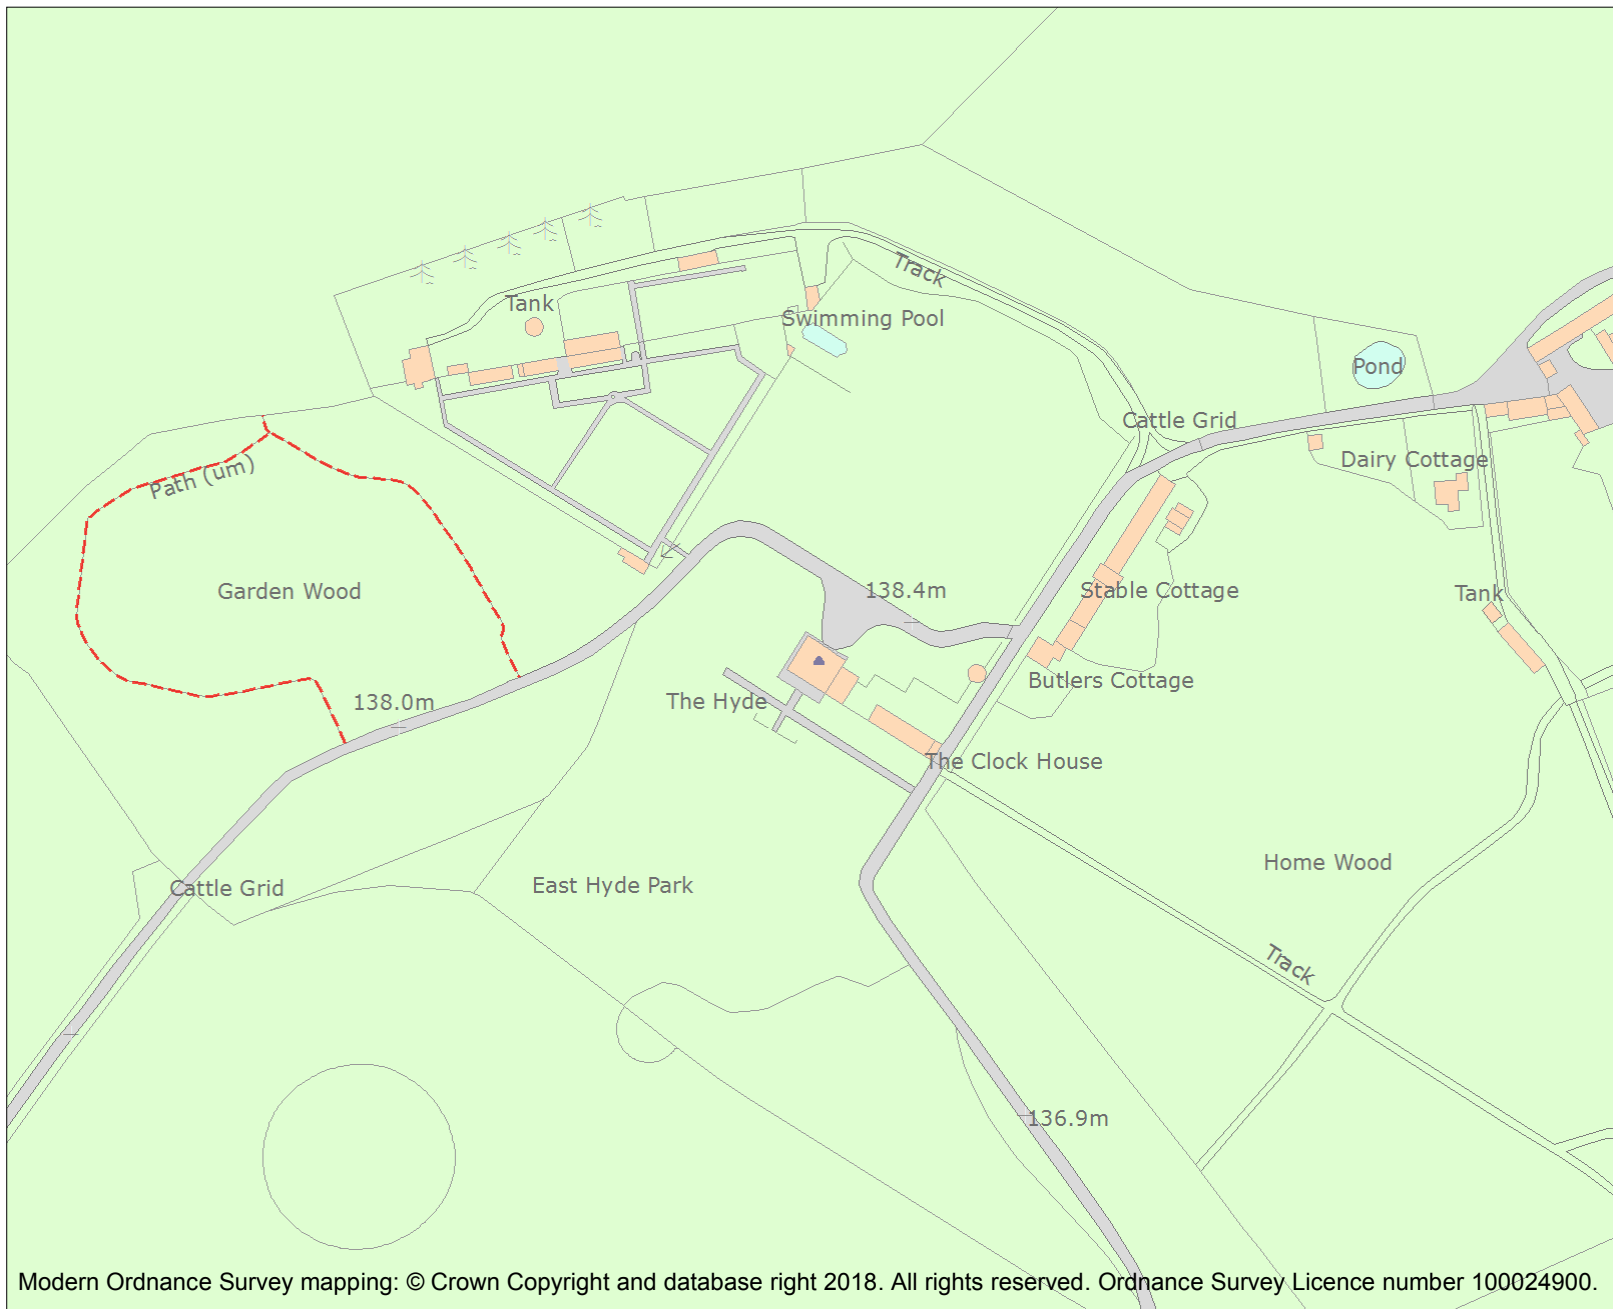 Track
Tank
Swimming Pool
Pond
Cattle Grid
Dairy Cottage
Path (um)
Garden Wood
138.4m
Stable Cottage
Tank
Butlers Cottage
138.0m
The Hyde
The Clock House
Home Wood
Cattle Grid
East Hyde Park
Track
136.9m
Modern Ordnance Survey mapping: © Crown Copyright and database right 2018. All rights reserved. Ordnance Survey Licence number 100024900.